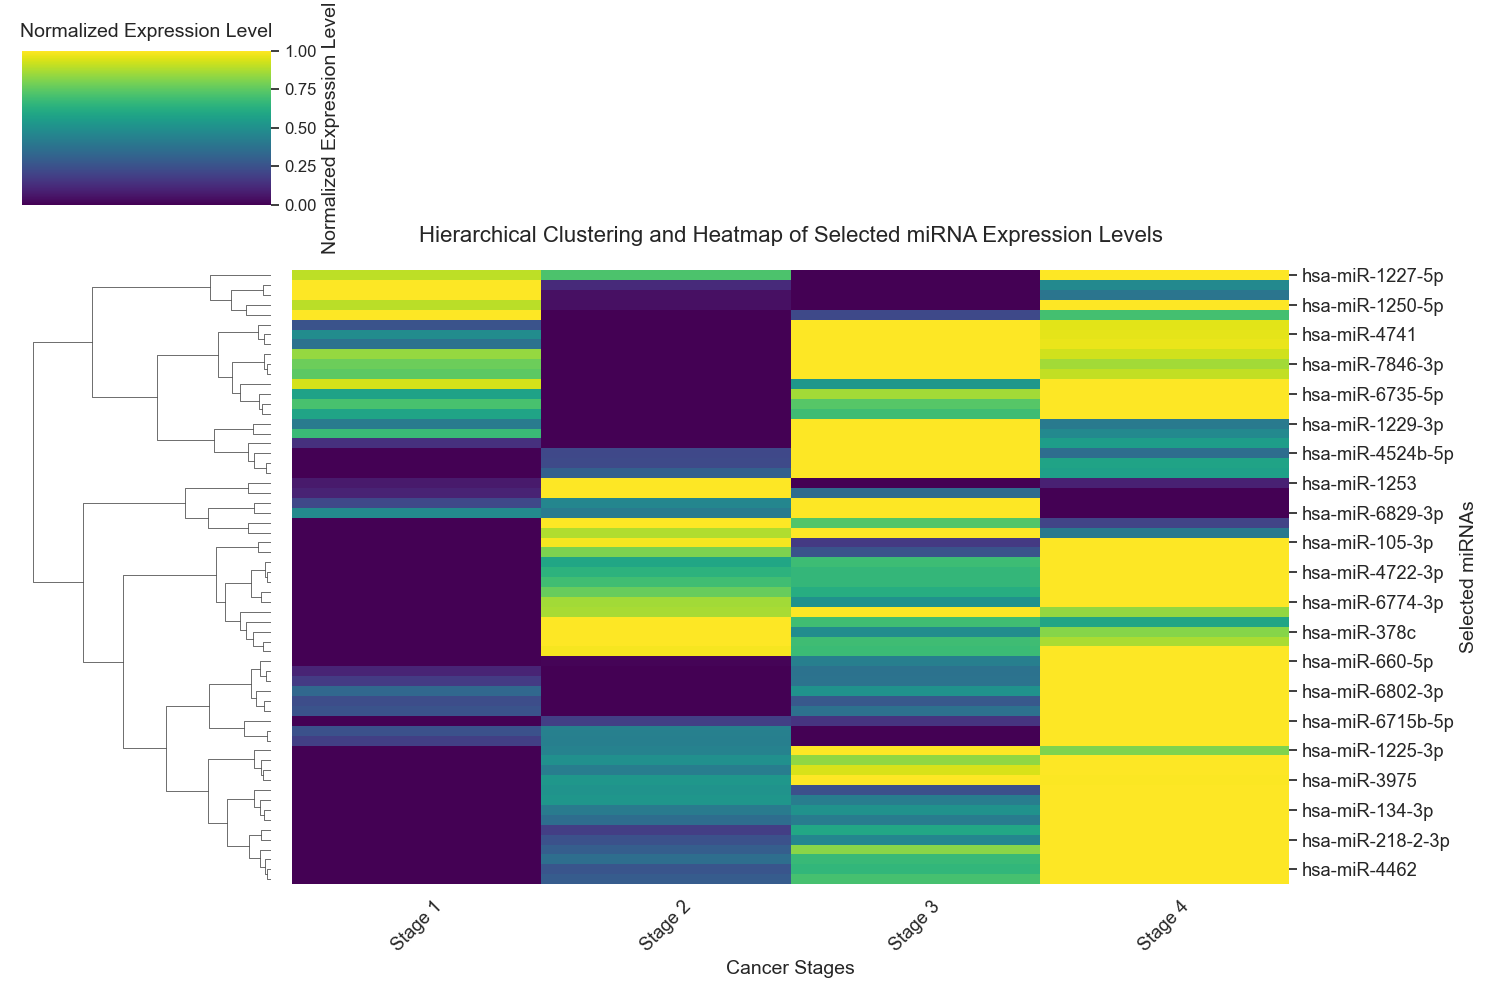 Normalized Expression Level
1.00
0.75
0.50
0.25
0.00
Normalized Expression Level
Hierarchical Clustering and Heatmap of Selected miRNA Expression Levels
hsa-miR-1227-5p
hsa-miR-1250-5p
hsa-miR-4741
hsa-miR-7846-3p
hsa-miR-6735-5p
hsa-miR-1229-3p
hsa-miR-4524b-5p
hsa-miR-1253
hsa-miR-6829-3p
hsa-miR-105-3p
hsa-miR-4722-3p
hsa-miR-6774-3p
hsa-miR-378c
hsa-miR-660-5p
hsa-miR-6802-3p
hsa-miR-6715b-5p
hsa-miR-1225-3p
hsa-miR-3975
hsa-miR-134-3p
hsa-miR-218-2-3p
hsa-miR-4462
Selected miRNAs
Stage 1
Stage 2
Stage 3
Stage 4
Cancer Stages